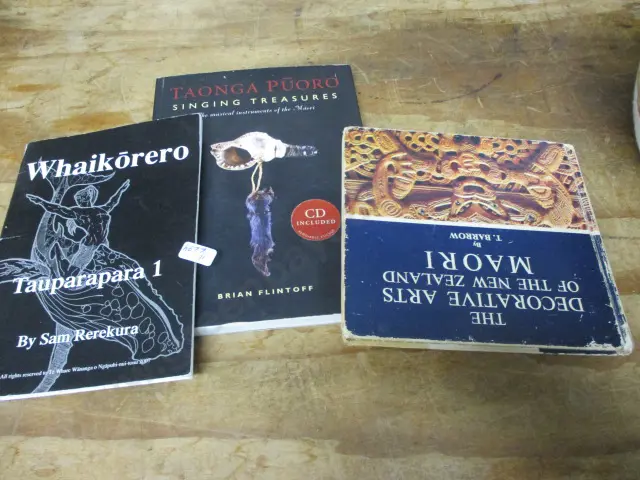 Whaikōrero
Tauparapara 1
By Sam Rerekura
TAONGA PŪORO
SINGING TREASURES
musical instruments of the Māori
CD
INCLUDED
BRIAN FLINTOFF
THE
DECORATIVE ARTS
OF THE NEW ZEALAND
MAORI
By
T. BARROW